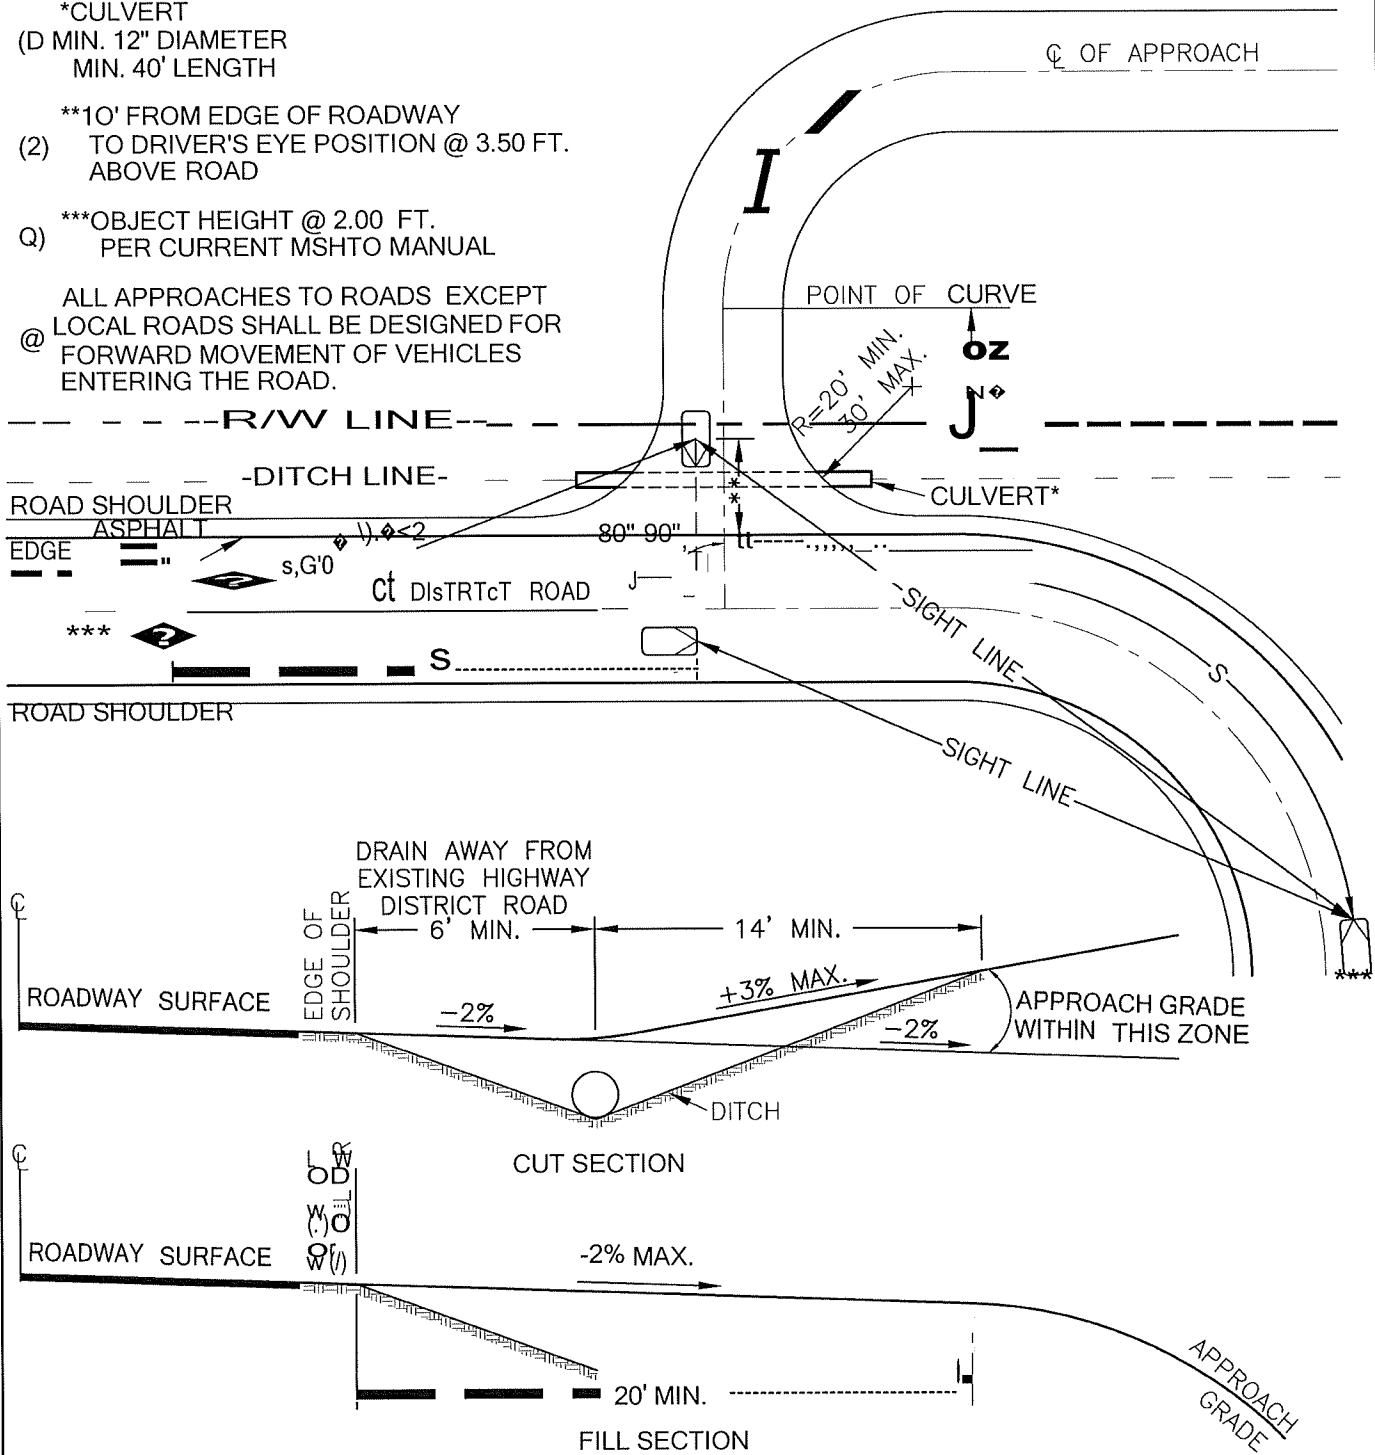 *CULVERT
(D MIN. 12" DIAMETER
MIN. 40' LENGTH
**1O' FROM EDGE OF ROADWAY
(2) TO DRIVER'S EYE POSITION @ 3.50 FT.
ABOVE ROAD
***OBJECT HEIGHT @ 2.00 FT.
Q) PER CURRENT MSHTO MANUAL
ALL APPROACHES TO ROADS EXCEPT
@ LOCAL ROADS SHALL BE DESIGNED FOR
FORWARD MOVEMENT OF VEHICLES
ENTERING THE ROAD.
℄ OF APPROACH
I
POINT OF CURVE
oz
R=20' MIN.
30' MAX.
J
--R/W LINE--
-DITCH LINE-
**
CULVERT*
ROAD SHOULDER
ASPHALT
EDGE
80" 90"
s,G'0
ct DIsTRTcT ROAD
***
S
ROAD SHOULDER
SIGHT LINE
S
SIGHT LINE
***
DRAIN AWAY FROM
EXISTING HIGHWAY
DISTRICT ROAD
℄
EDGE OF
SHOULDER
6' MIN.
14' MIN.
ROADWAY SURFACE
-2%
+3% MAX.
-2%
APPROACH GRADE
WITHIN THIS ZONE
DITCH
CUT SECTION
℄
ROADWAY SURFACE
-2% MAX.
20' MIN.
APPROACH
GRADE
FILL SECTION